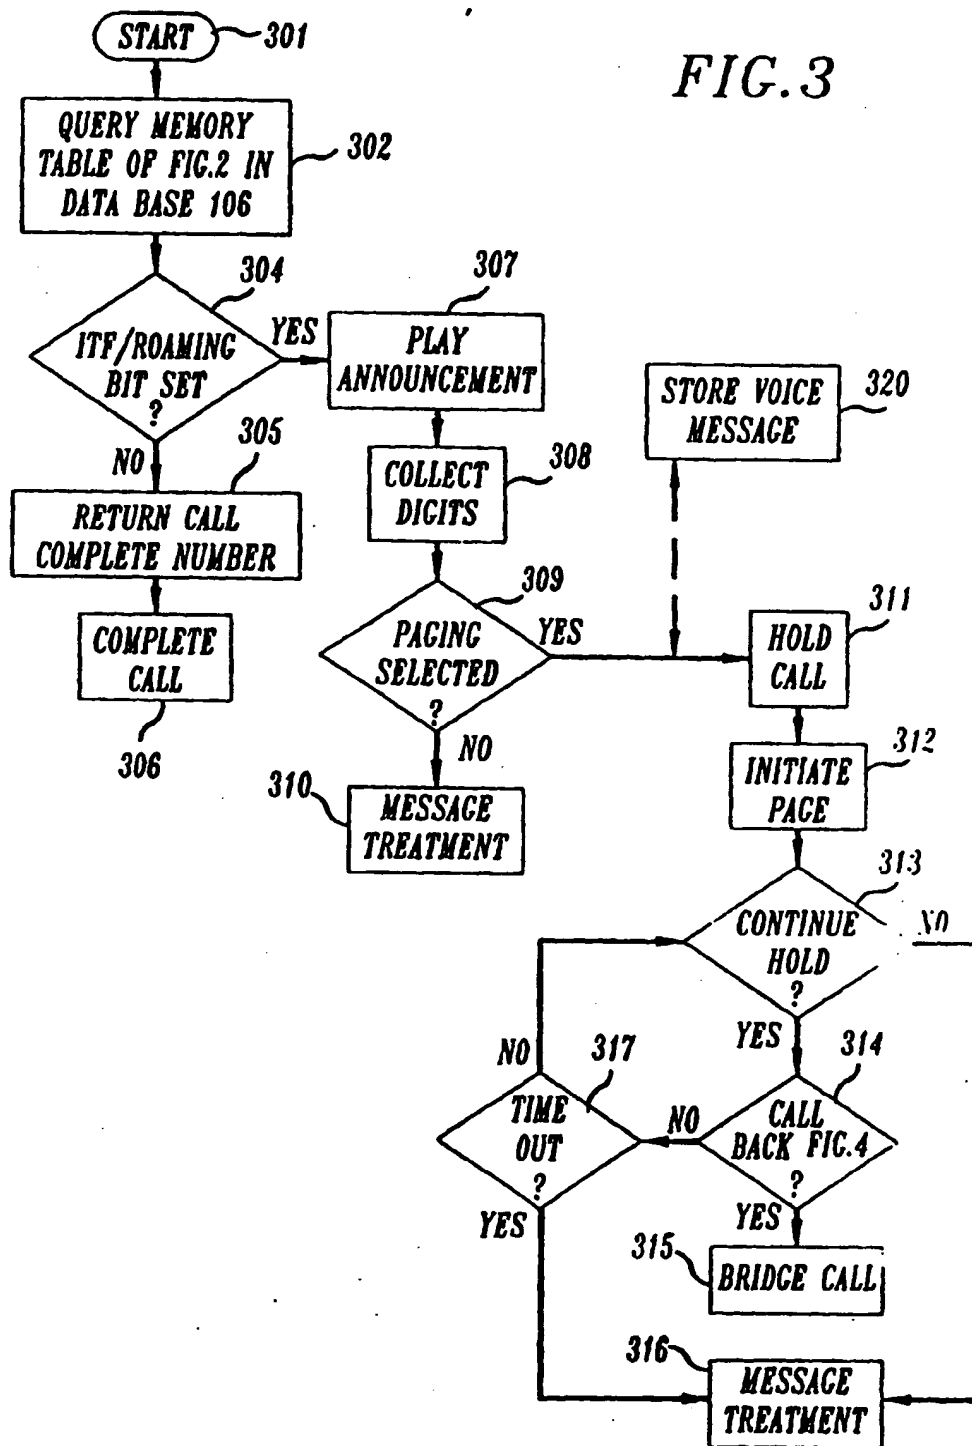 START
301
FIG.3
QUERY MEMORY
TABLE OF FIG.2 IN
DATA BASE 106
302
304
ITF/ROAMING
BIT SET
?
YES
NO
307
PLAY
ANNOUNCEMENT
305
RETURN CALL
COMPLETE NUMBER
COMPLETE
CALL
306
308
COLLECT
DIGITS
309
PAGING
SELECTED
?
YES
NO
310
MESSAGE
TREATMENT
STORE VOICE
MESSAGE
320
311
HOLD
CALL
312
INITIATE
PAGE
313
CONTINUE
HOLD
?
NO
YES
314
CALL
BACK FIG.4
?
NO
YES
317
TIME
OUT
?
NO
YES
315
BRIDGE CALL
316
MESSAGE
TREATMENT